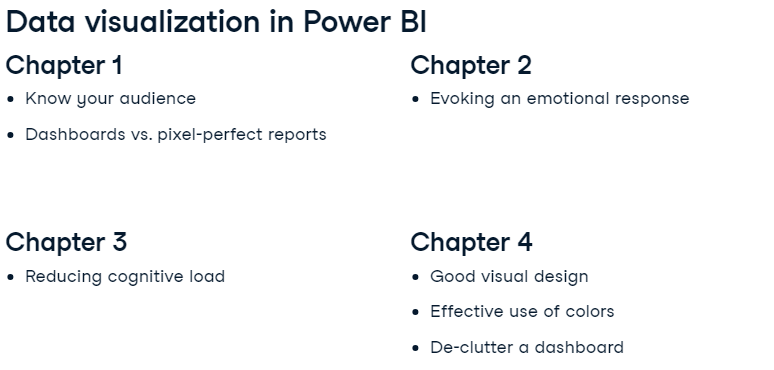 Data visualization in Power BI
Chapter 1
• Know your audience
• Dashboards vs. pixel-perfect reports
Chapter 2
• Evoking an emotional response
Chapter 3
• Reducing cognitive load
Chapter 4
• Good visual design
• Effective use of colors
• De-clutter a dashboard